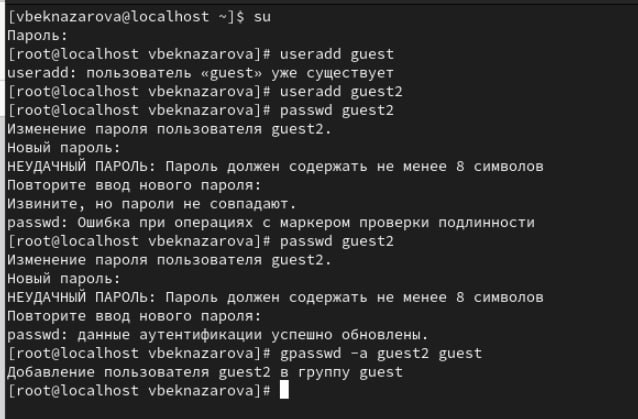 [vbeknazarova@localhost ~]$ su
Пароль:
[root@localhost vbeknazarova]# useradd guest
useradd: пользователь «guest» уже существует
[root@localhost vbeknazarova]# useradd guest2
[root@localhost vbeknazarova]# passwd guest2
Изменение пароля пользователя guest2.
Новый пароль:
НЕУДАЧНЫЙ ПАРОЛЬ: Пароль должен содержать не менее 8 символов
Повторите ввод нового пароля:
Извините, но пароли не совпадают.
passwd: Ошибка при операциях с маркером проверки подлинности
[root@localhost vbeknazarova]# passwd guest2
Изменение пароля пользователя guest2.
Новый пароль:
НЕУДАЧНЫЙ ПАРОЛЬ: Пароль должен содержать не менее 8 символов
Повторите ввод нового пароля:
passwd: данные аутентификации успешно обновлены.
[root@localhost vbeknazarova]# gpasswd -a guest2 guest
Добавление пользователя guest2 в группу guest
[root@localhost vbeknazarova]#